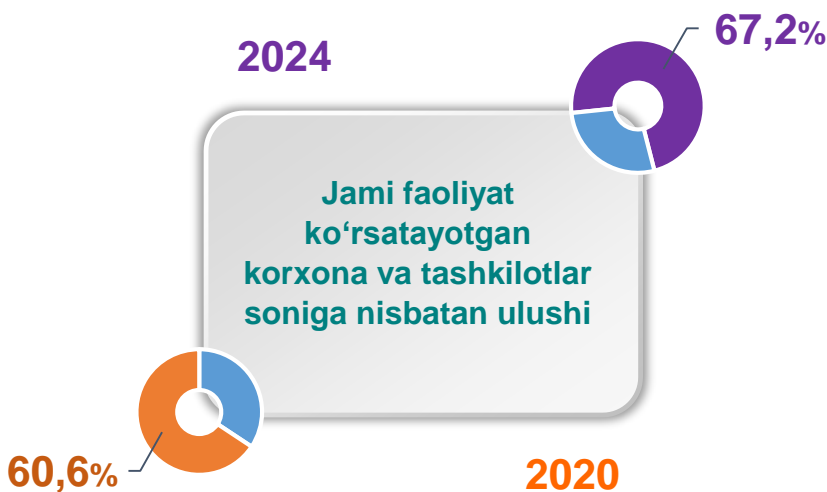 67,2%
2024
Jami faoliyat
ko‘rsatayotgan
korxona va tashkilotlar
soniga nisbatan ulushi
60,6%
2020